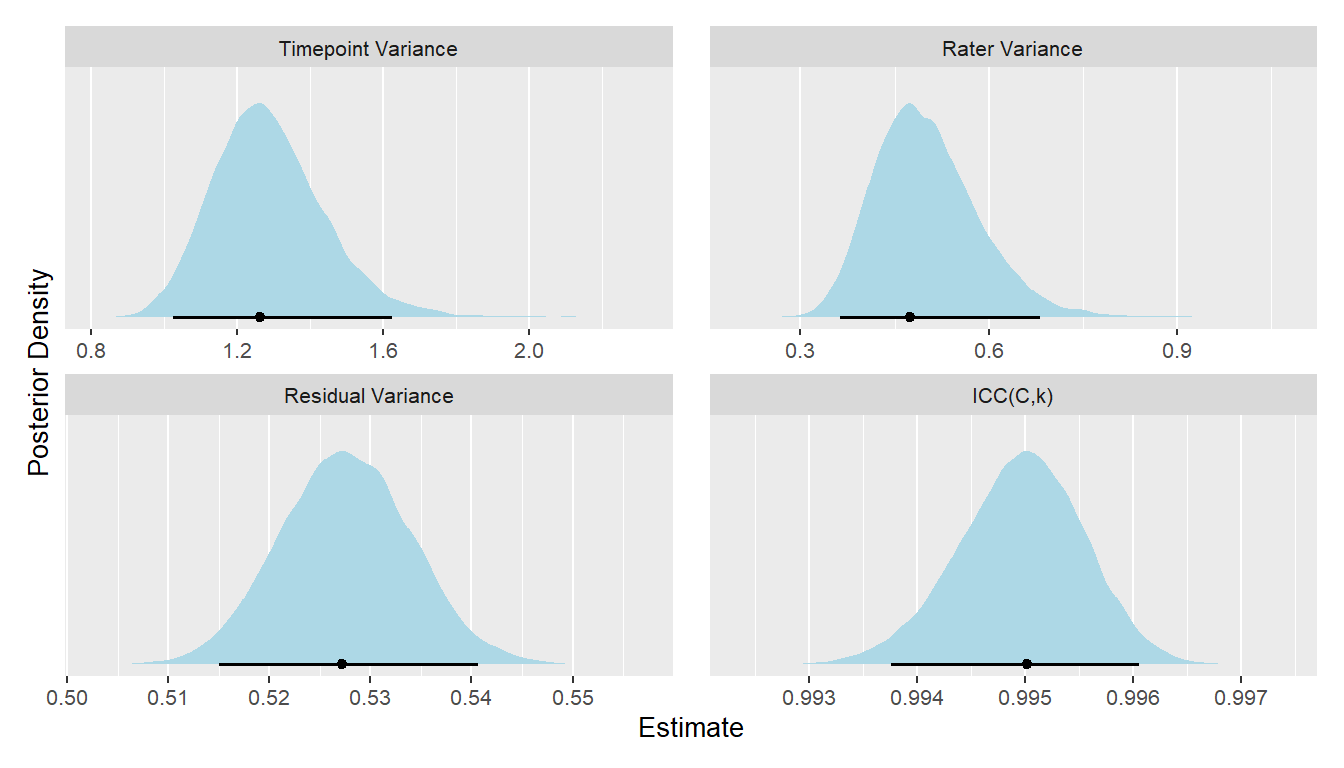 Timepoint Variance
Rater Variance
0.8 1.2 1.6 2.0
0.3 0.6 0.9
Residual Variance
ICC(C,k)
0.50 0.51 0.52 0.53 0.54 0.55
0.993 0.994 0.995 0.996 0.997
Posterior Density
Estimate